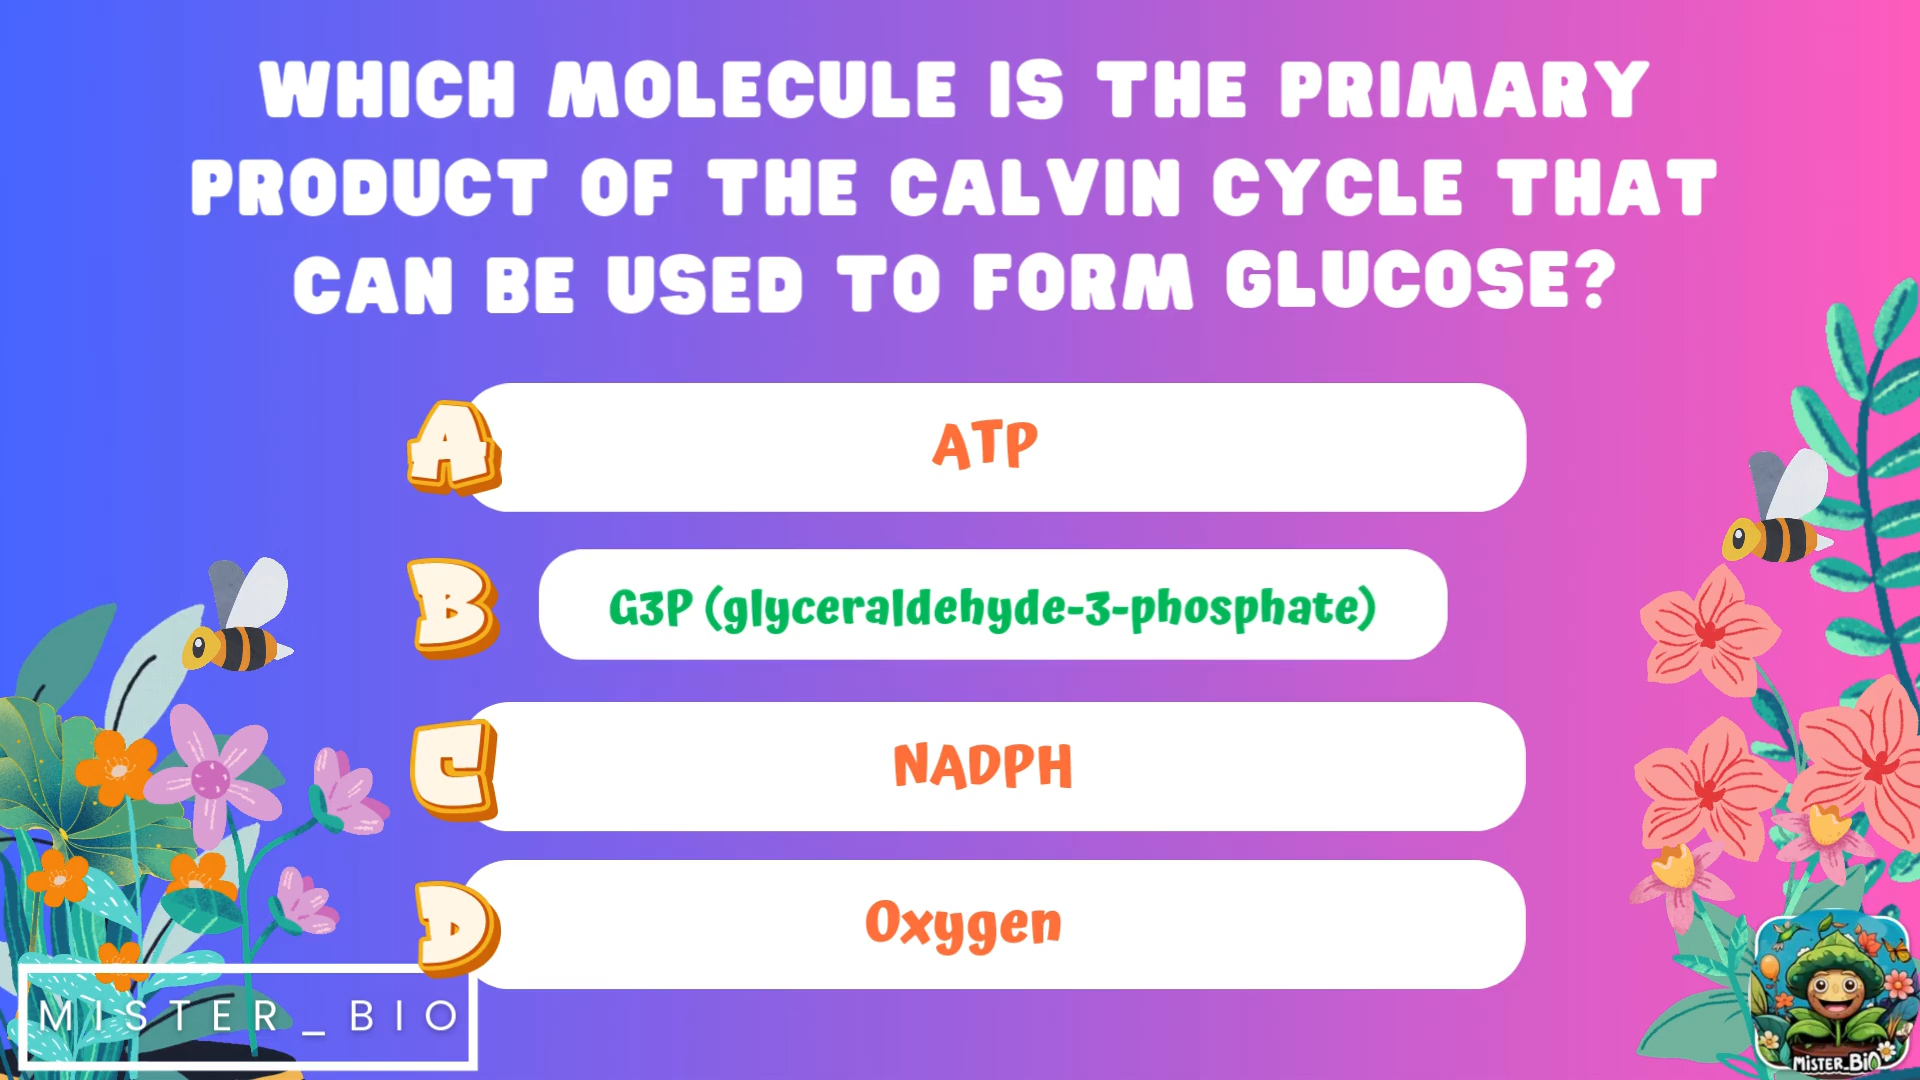 WHICH MOLECULE IS THE PRIMARY
PRODUCT OF THE CALVIN CYCLE THAT
CAN BE USED TO FORM GLUCOSE?
A ATP
B G3P (glyceraldehyde-3-phosphate)
C NADPH
D Oxygen
MISTER_BIO
MISTER_BIO